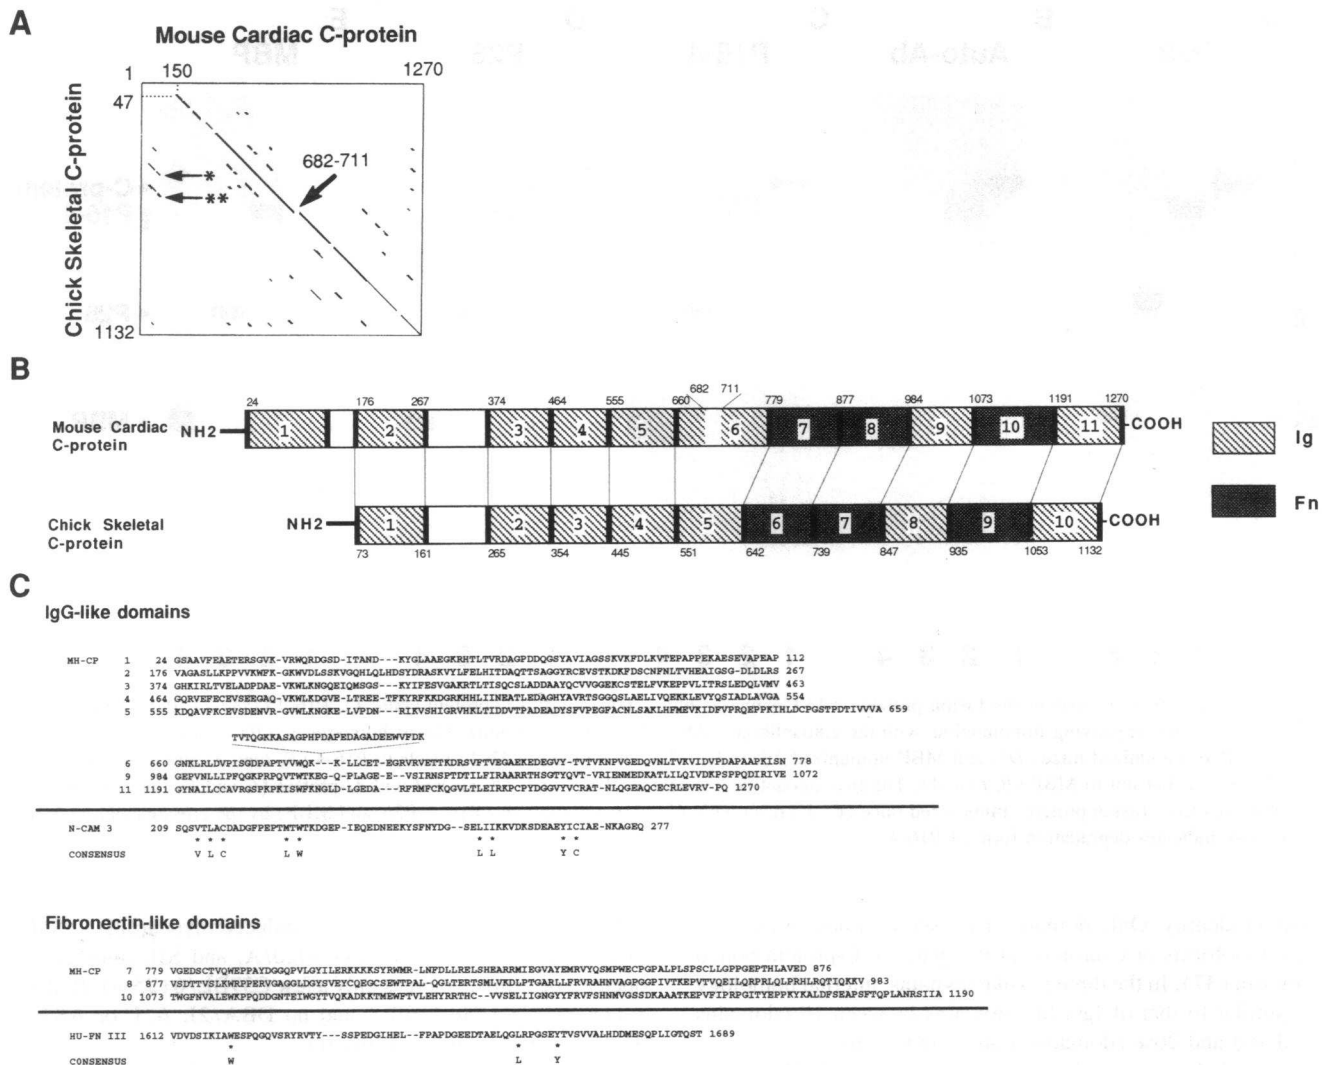 A
Mouse Cardiac C-protein
1 150 1270
47
Chick Skeletal C-protein
682-711
*
**
1132
B
24 176 267 374 464 555 660 682 711 779 877 984 1073 1191 1270
Mouse Cardiac
C-protein
NH2 1 2 3 4 5 6 7 8 9 10 11 -COOH
Ig
Chick Skeletal
C-protein
NH2 1 2 3 4 5 6 7 8 9 10 -COOH
Fn
73 161 265 354 445 551 642 739 847 935 1053 1132
C
IgG-like domains
MH-CP 1 24 GSAAVFEAETERSGVK-VRWQRDGSD-ITAND---KYGLAAEGKRHTLTVRDAGPDDQGSYAVIAGSSKVKFDLKVTEPAPPEKAESEVAPEAP 112
2 176 VAGASLLKPPVVKWFK-GKWVDLSSKVGQHLQLHDSYDRASKVYLFELHITDAQTTSAGGYRCEVSTKDKFDSCNFNLTVHEAIGSG-DLDLRS 267
3 374 GHKIRLTVELADPDAE-VKWLKNGQEIQMSGS---KYIFESVGAKRTLTISQCSLADDAAYQCVVGGEKCSTELFVKEPPVLITRSLEDQLVMV 463
4 464 GQRVEFECEVSEEGAQ-VKWLKDGVE-LTREE-TFKYRFKKDGRKHHLIINEATLEDAGHYAVRTSGGQSLAELIVQEKKLEVYQSIADLAVGA 554
5 555 KDQAVFKCEVSDENVR-GVWLKNGKE-LVPDN--RIKVSHIGRVHKLTIDDVTPADEADYSFVPEGFACNLSAKLHFMEVKIDFVPRQEPPKIHLDCPGSTPDTIVVVA 659
TVTQGKKASAGPHPDAPEDAGADEEWVFDK
6 660 GNKLRLDVPISGDPAPTVVWQK---K-LLCET-EGRVRVETTKDRSVFTVEGAEKEDEGVY-TVTVKNPVGEDQVNLTVKVIDVPDAPAAPKISN 778
9 984 GEPVNLLIPFQGKPRPQVTWTKEG-Q-PLAGE-E--VSIRNSPTDTILFIRAARRTHSGTYQVT-VRIENMEDKATLILQIVDKPSPPQDIRIVE 1072
11 1191 GYNAILCCAVRGSPKPKISWFKNGLD-LGEDA--RFRMFCKQGVLTLEIRKPCPYDGGVYVCRAT-NLQGEAQCECRLEVRV-PQ 1270
N-CAM 3 209 SQSVTLACDADGFPEPTMTWTKDGEP-IEQEDNEEKYSFNYDG--SELIIKKVDKSDEAEYICIAE-NKAGEQ 277
* * * * * * * * *
CONSENSUS V L C L W L L Y C
Fibronectin-like domains
MH-CP 7 779 VGEDSCTVQWEPPAYDGGQPVLGYILERKKKKSYRWMR-LNFDLLRELSHEARRMIEGVAYEMRVYQSMPWECPGPALPLSPSCLLGPPGEPTHLAVED 876
8 877 VSDTTVSLKWRPPERVGAGGLDGYSVEYCQEGCSEWTPAL-QGLTERTSMLVKDLPTGARLLFRVRAHNVAGPGGPIVTKEPVTVQEILQRPRLQLPRHLRQTIQKKV 983
10 1073 TWGFNVALEWKPPQDDGNTEIWGYTVQKADKKTMEWFTVLEHYRRTHC--VVSELIIGNGYYFRVFSHNMVGSSDKAAATKEPVFIPRPGITYEPPKYKALDFSEAPSFTQPLANRSIIA 1190
HU-FN III 1612 VDVDSIKIAWESPQGQVSRYRVTY---SSPEDGIHEL--FPAPDGEEDTAELQGLRPGSEYTVSVVALHDDMESQPLIGTQST 1689
* * *
CONSENSUS W L Y